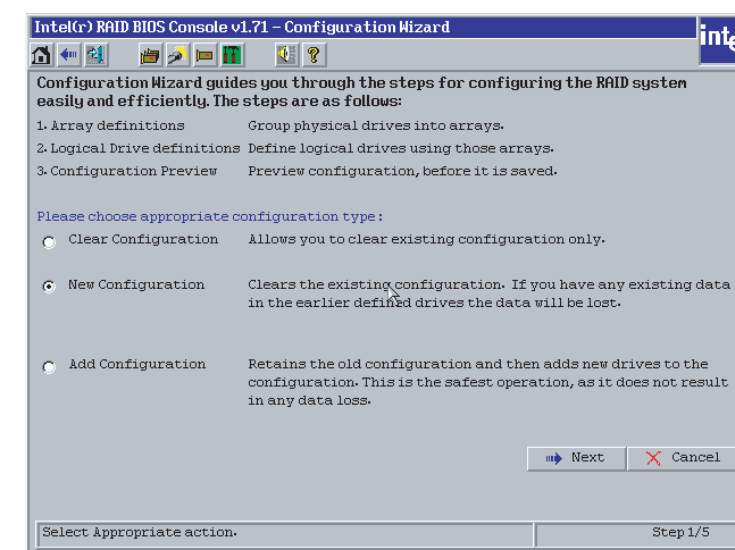 Intel(r) RAID BIOS Console v1.71 – Configuration Wizard
Configuration Wizard guides you through the steps for configuring the RAID system
easily and efficiently. The steps are as follows:
1. Array definitions Group physical drives into arrays.
2. Logical Drive definitions Define logical drives using those arrays.
3. Configuration Preview Preview configuration, before it is saved.
Please choose appropriate configuration type:
Clear Configuration Allows you to clear existing configuration only.
New Configuration Clears the existing configuration. If you have any existing data
in the earlier defined drives the data will be lost.
Add Configuration Retains the old configuration and then adds new drives to the
configuration. This is the safest operation, as it does not result
in any data loss.
Next Cancel
Select Appropriate action. Step 1/5